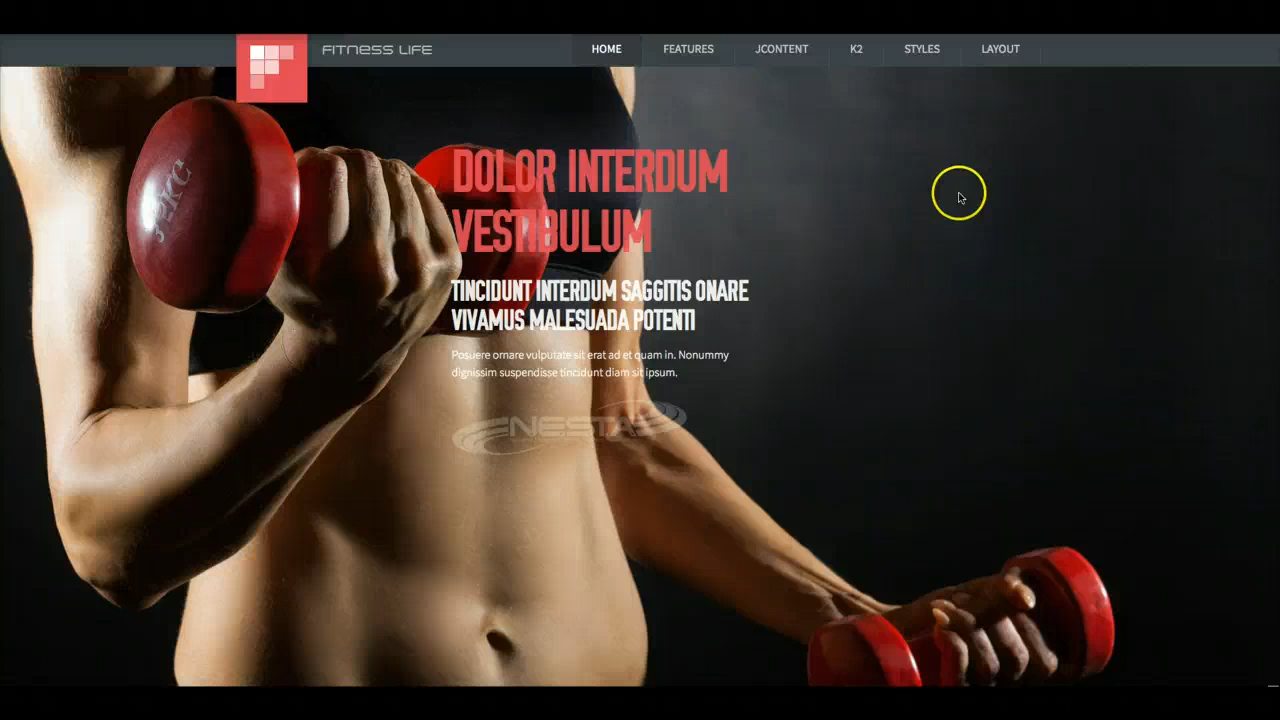 FITNESS LIFE
HOME FEATURES JCONTENT K2 STYLES LAYOUT
DOLOR INTERDUM
VESTIBULUM
TINCIDUNT INTERDUM SAGGITIS ONARE
VIVAMUS MALESUADA POTENTI
Posuere ornare vulputate sit erat ad et quam in. Nonummy
dignissim suspendisse tincidunt diam sit ipsum.
NESTA